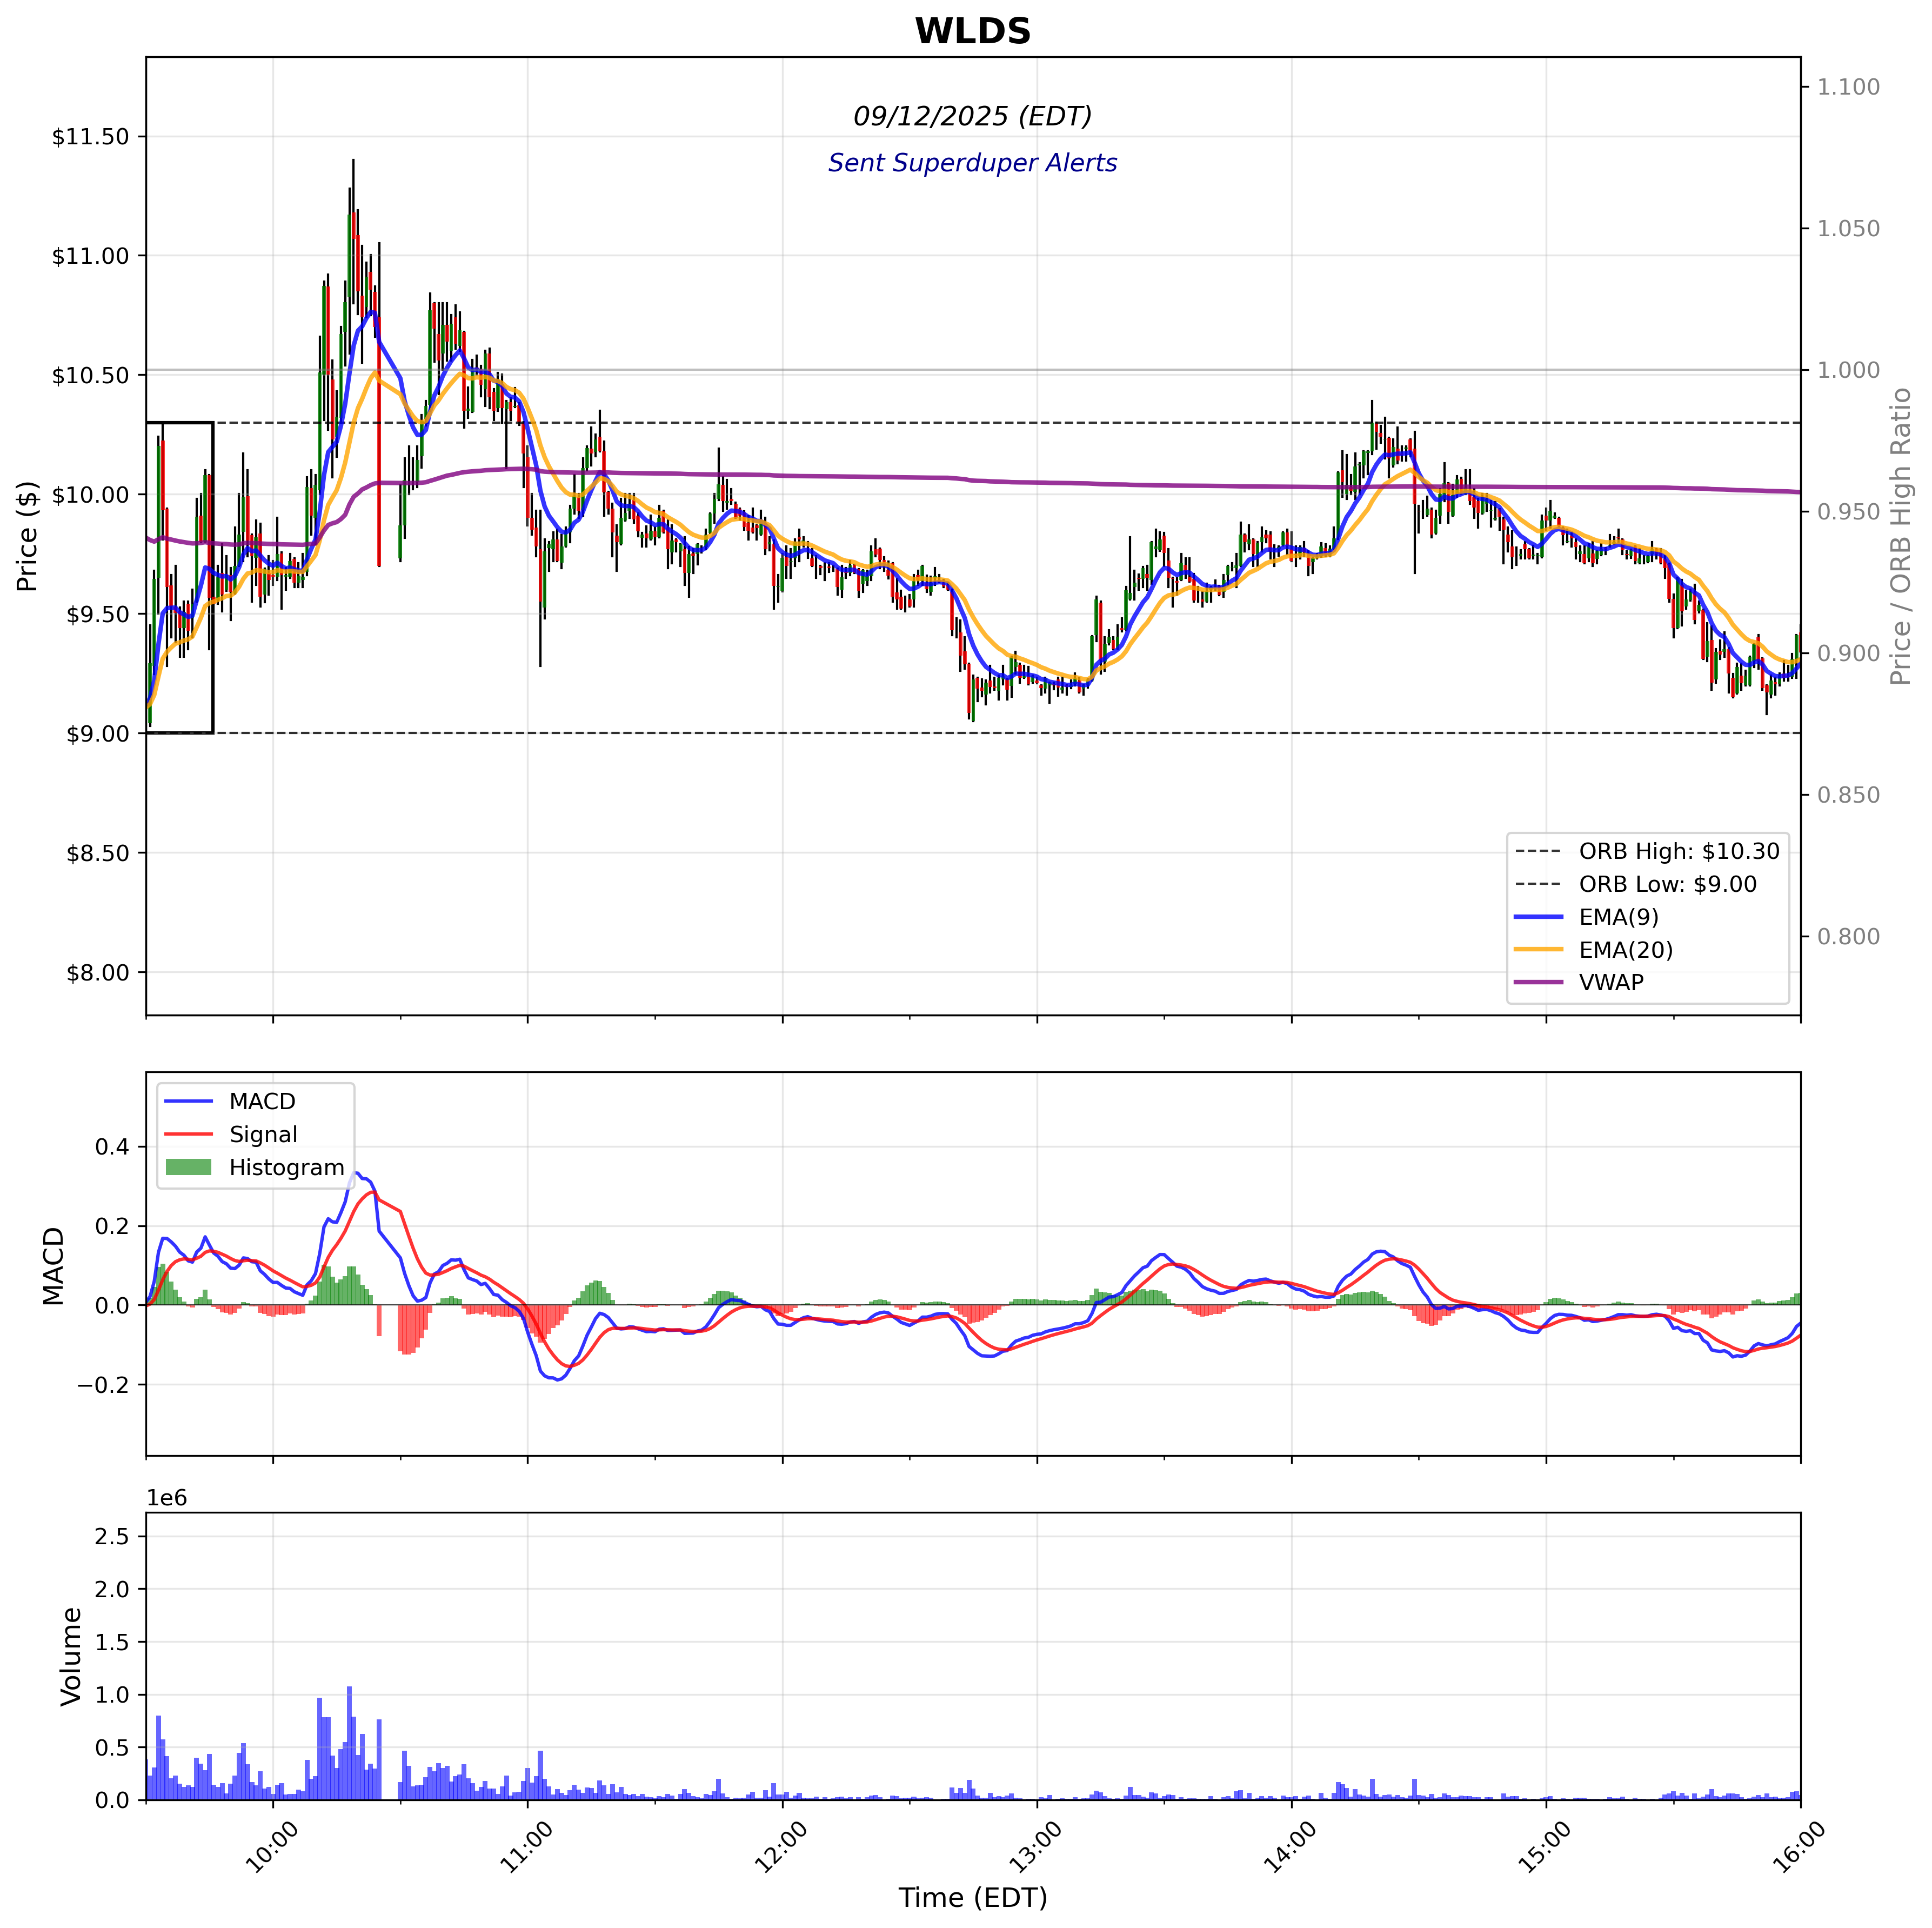 WLDS
09/12/2025 (EDT)
Sent Superduper Alerts
Price ($)
$11.50
$11.00
$10.50
$10.00
$9.50
$9.00
$8.50
$8.00
1.100
1.050
1.000
0.950
0.900
0.850
0.800
Price / ORB High Ratio
ORB High: $10.30
ORB Low: $9.00
EMA(9)
EMA(20)
VWAP
MACD
Signal
Histogram
MACD
0.4
0.2
0.0
−0.2
1e6
Volume
2.5
2.0
1.5
1.0
0.5
0.0
10:00
11:00
12:00
13:00
14:00
15:00
16:00
Time (EDT)